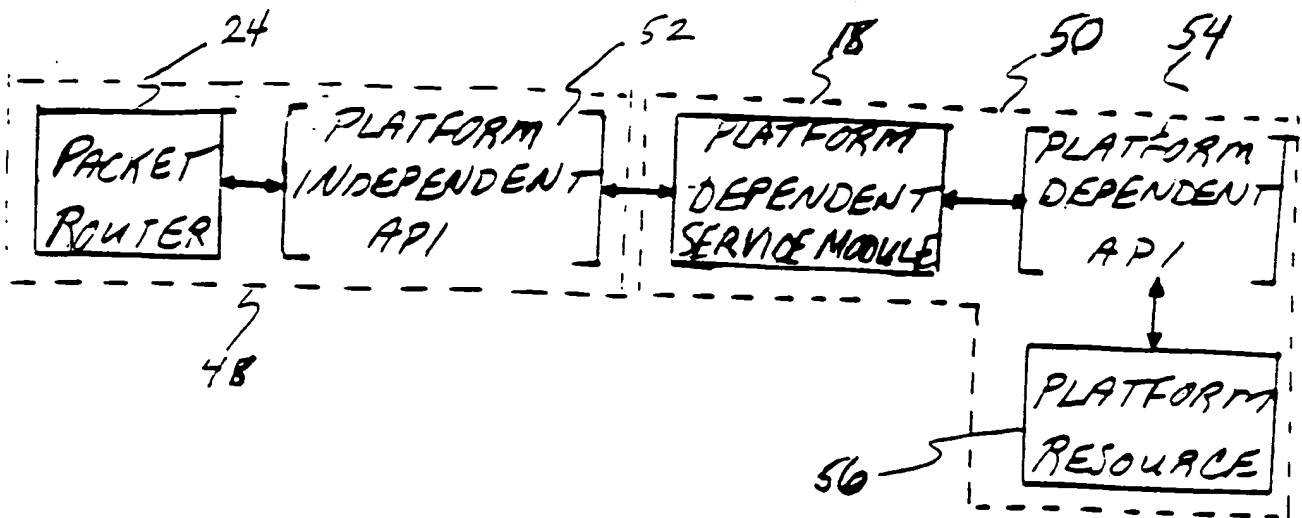 24
52
18
50
54
PACKET
ROUTER
PLATFORM
INDEPENDENT
API
PLATFORM
DEPENDENT
SERVICE MODULE
PLATFORM
DEPENDENT
API
48
PLATFORM
RESOURCE
56